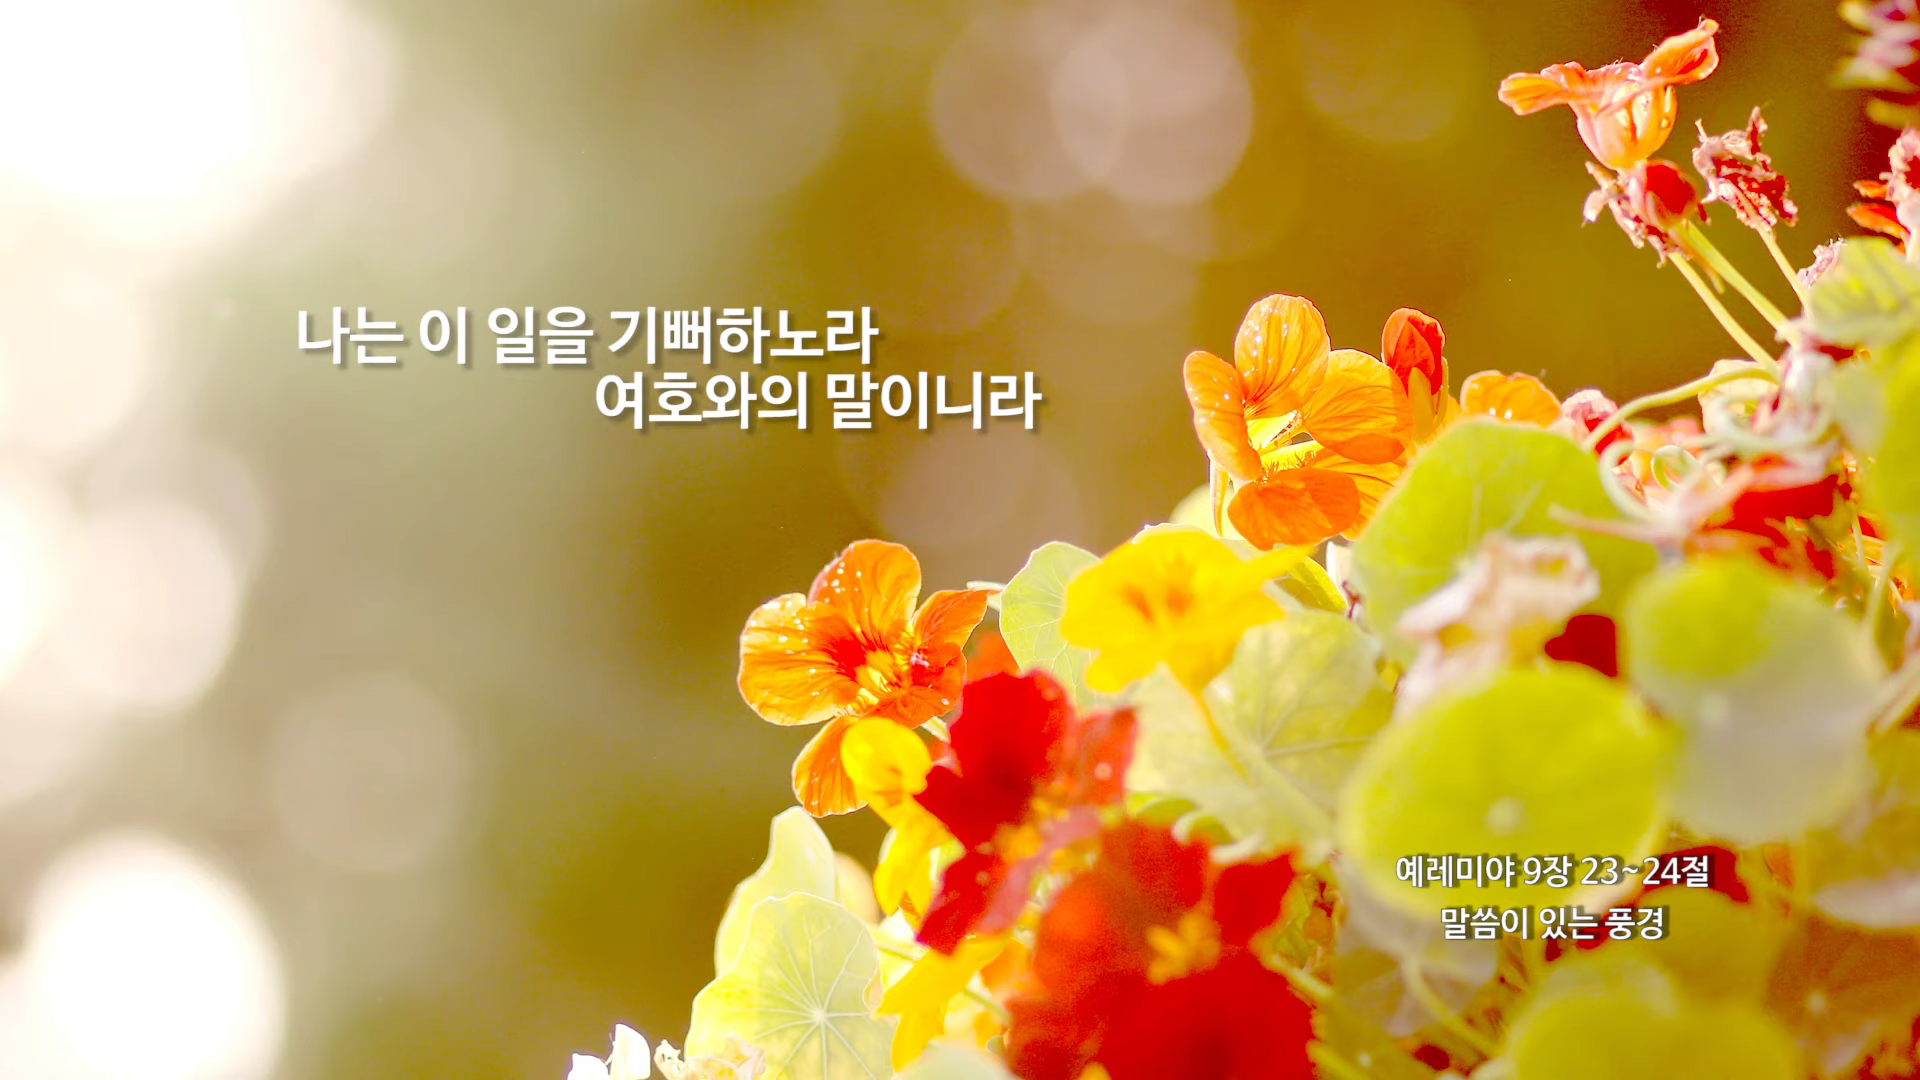 나는 이 일을 기뻐하노라
여호와의 말이니라
예레미야 9장 23~24절
말씀이 있는 풍경